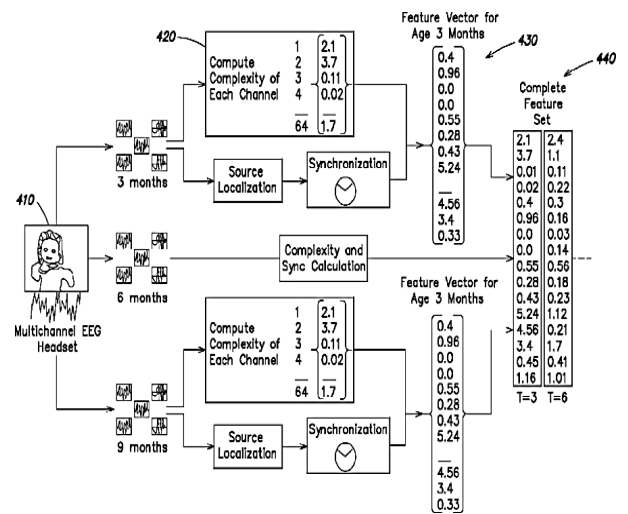 420
Compute
Complexity of
Each Channel
1 2.1
2 3.7
3 0.11
4 0.02
64 1.7
Feature Vector for
Age 3 Months
430
0.4
0.96
0.0
0.0
0.55
0.28
0.43
5.24
4.56
3.4
0.33
440
Complete
Feature
Set
2.1 2.4
3.7 1.1
0.01 0.11
0.02 0.22
0.4 0.3
0.96 0.16
0.0 0.03
0.0 0.14
0.55 0.56
0.28 0.18
0.43 0.23
5.24 1.12
4.56 0.21
3.4 1.7
0.45 0.41
1.16 1.01
T=3 T=6
3 months
Source
Localization
Synchronization
410
Multichannel EEG
Headset
6 months
Complexity and
Sync Calculation
Feature Vector for
Age 3 Months
Compute
Complexity of
Each Channel
1 2.1
2 3.7
3 0.11
4 0.02
64 1.7
0.4
0.96
0.0
0.0
0.55
0.28
0.43
5.24
4.56
3.4
0.33
9 months
Source
Localization
Synchronization